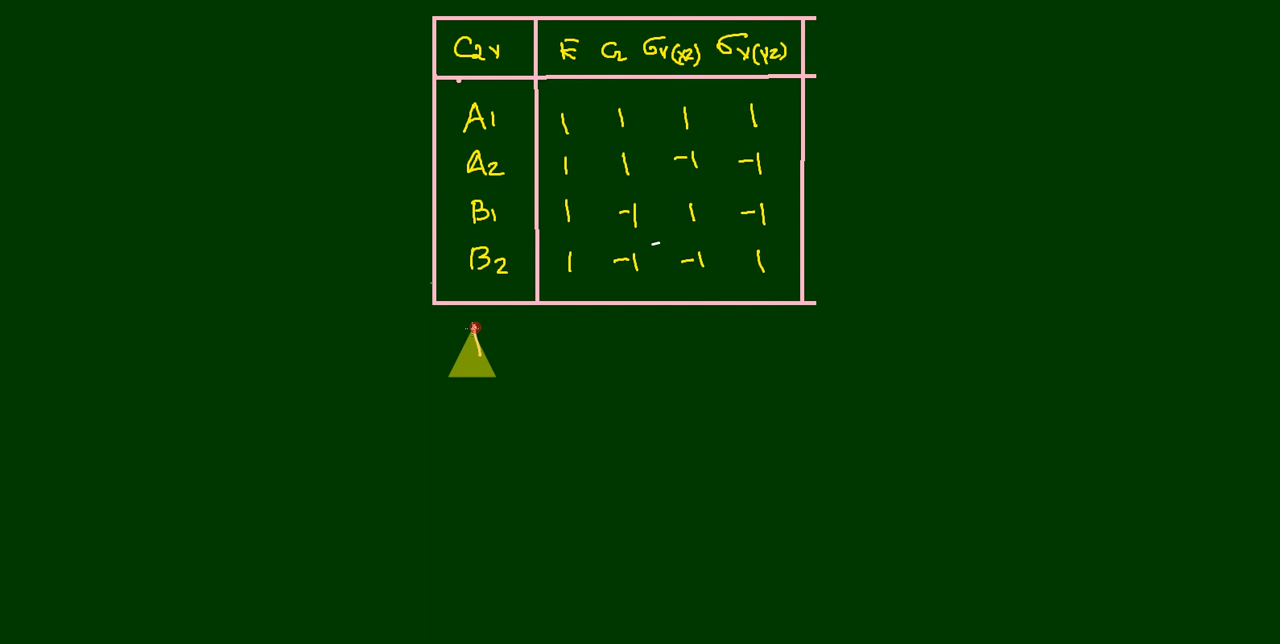 C2v E C2 σv(xz) σv(yz)
A1 1 1 1 1
A2 1 1 -1 -1
B1 1 -1 1 -1
B2 1 -1 -1 1